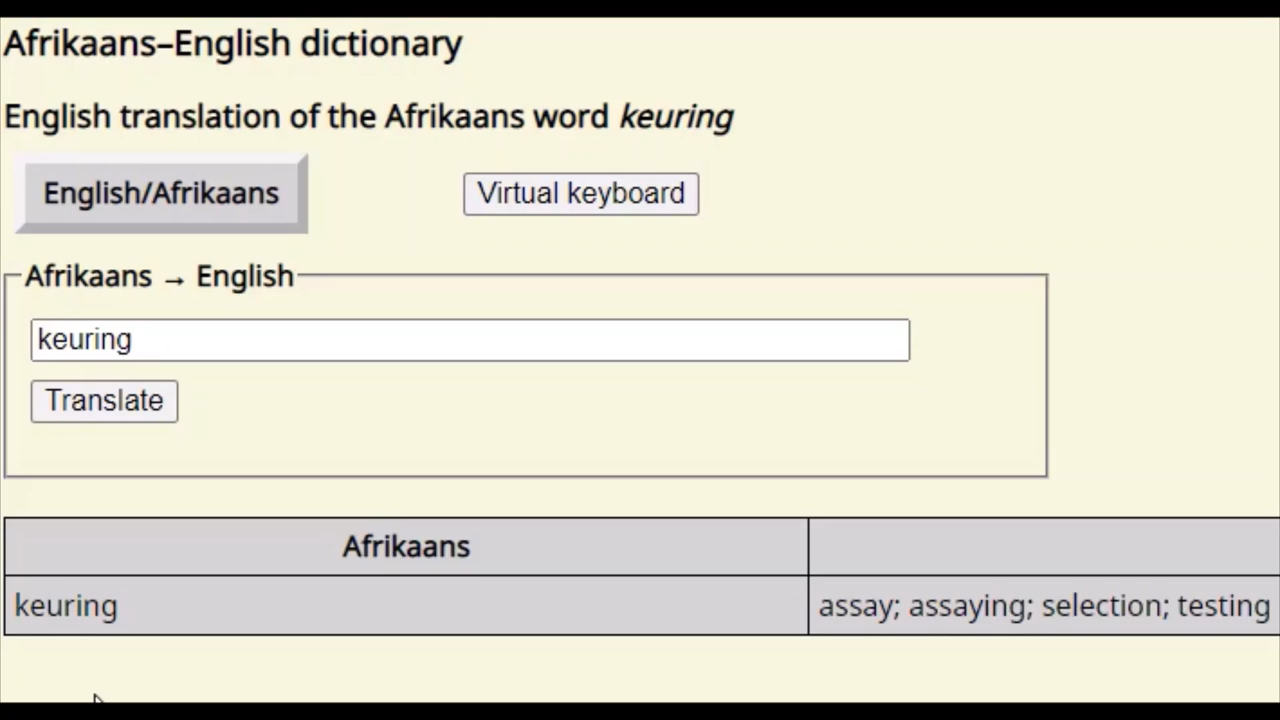 Afrikaans–English dictionary
English translation of the Afrikaans word keuring
English/Afrikaans
Virtual keyboard
Afrikaans → English
keuring
Translate
Afrikaans
keuring
assay; assaying; selection; testing